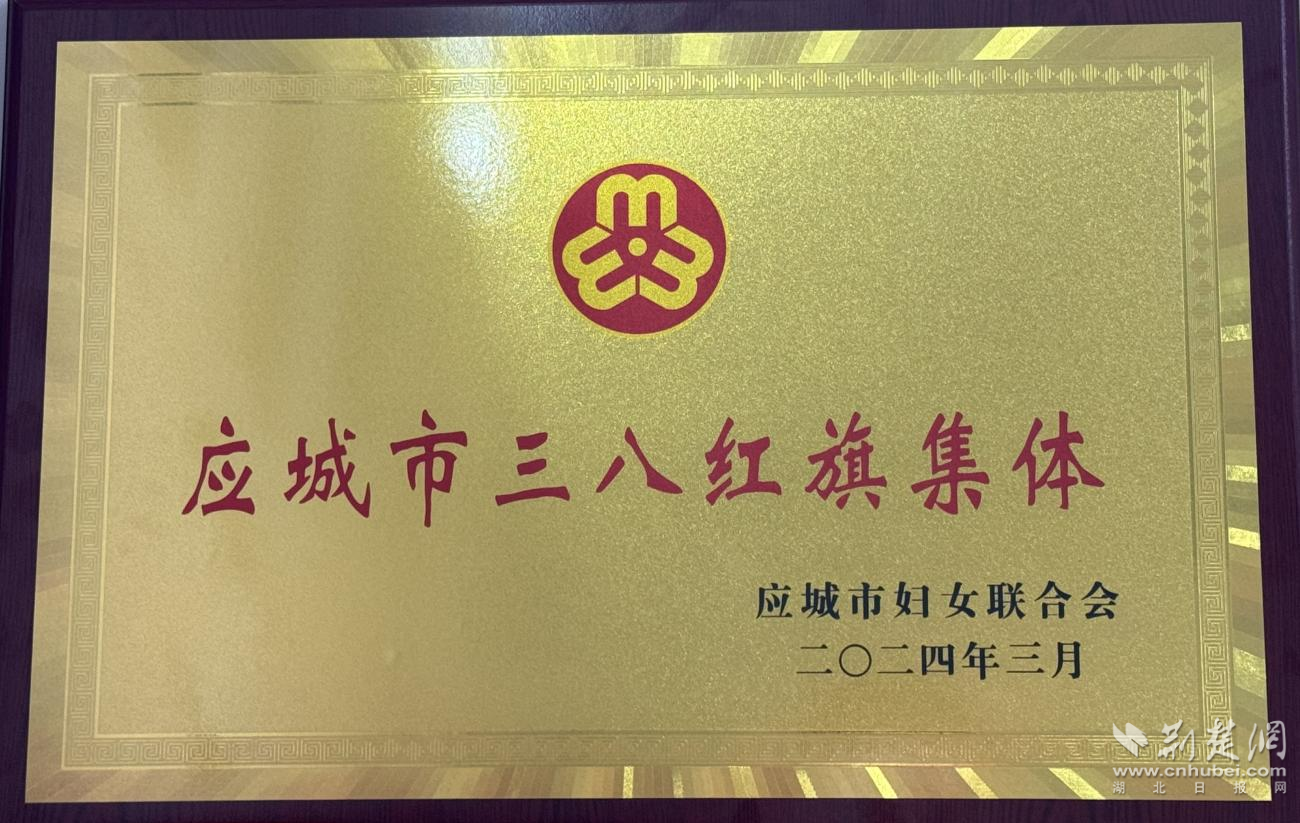 应城市三八红旗集体
应城市妇女联合会
二〇二四年三月
荆楚网
www.cnhubei.com
湖北日报网